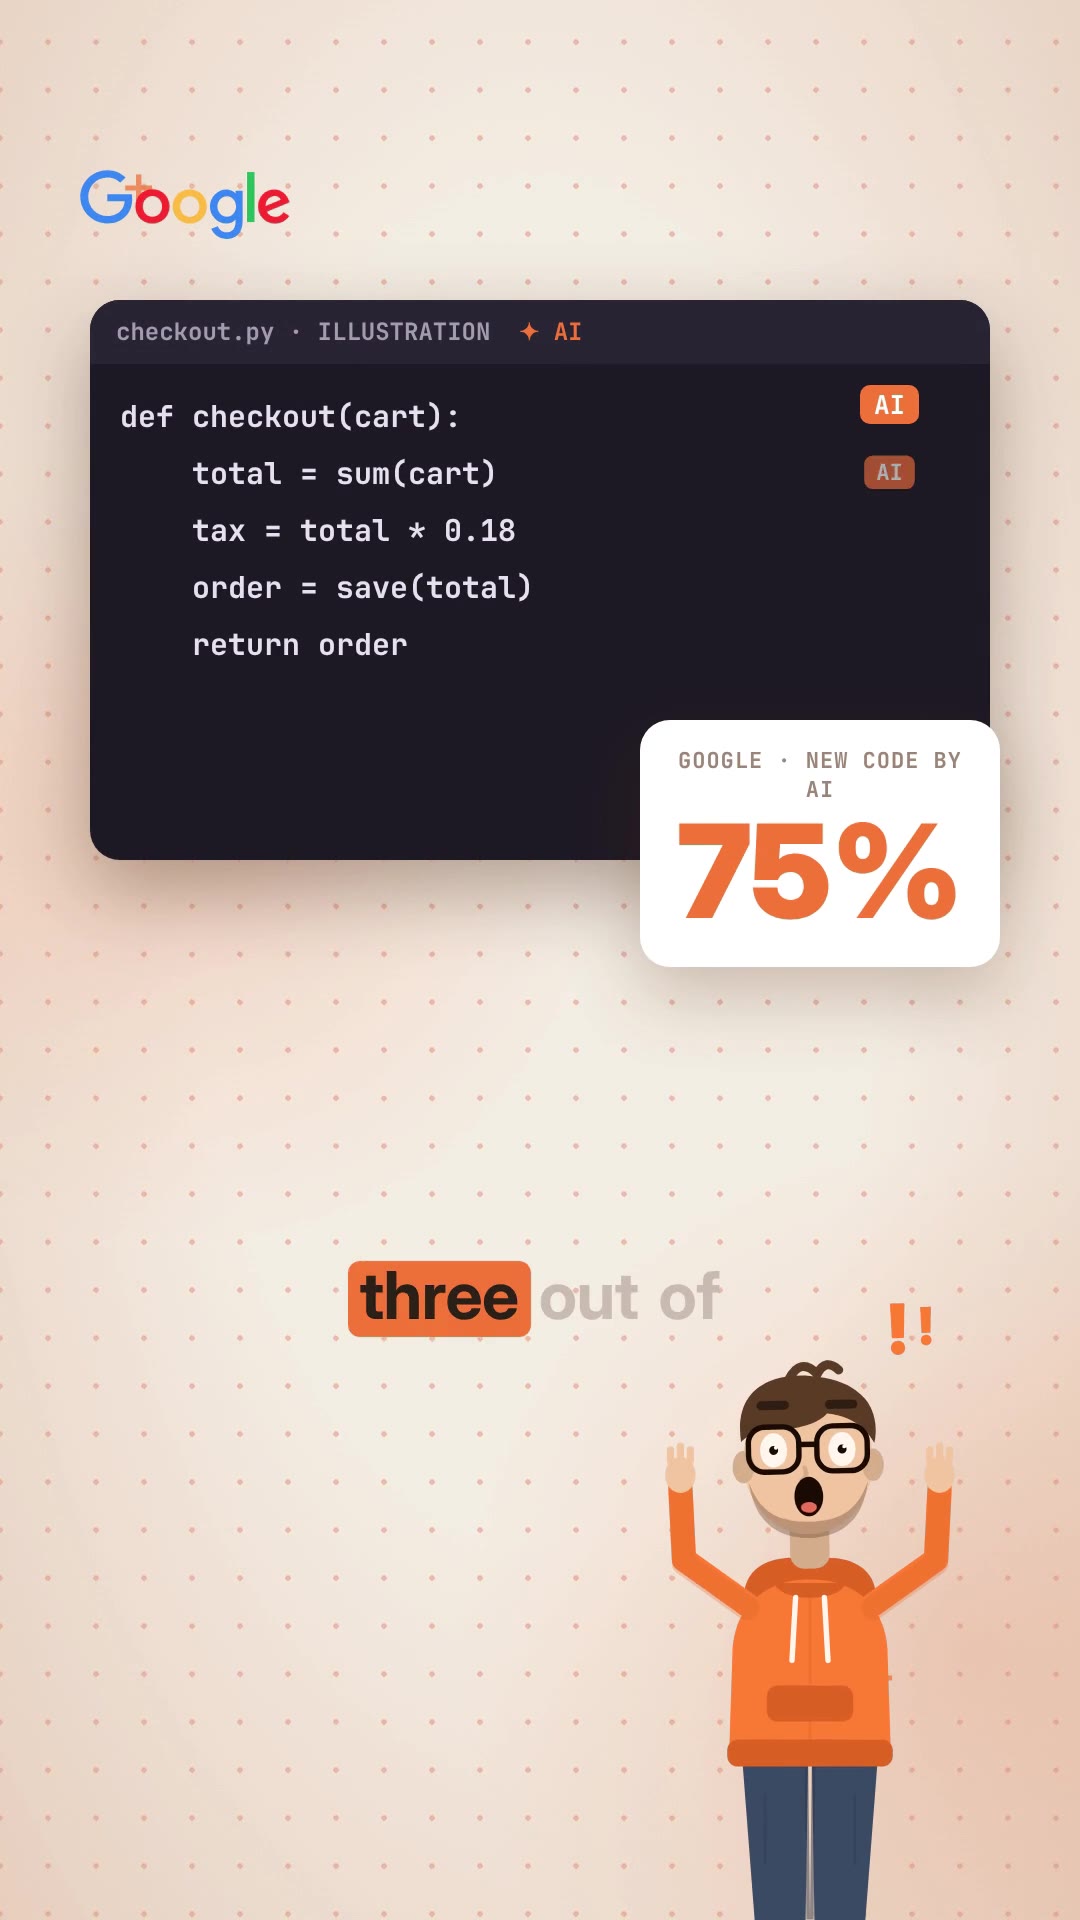 Google
checkout.py · ILLUSTRATION ✦ AI
def checkout(cart): AI
total = sum(cart) AI
tax = total * 0.18
order = save(total)
return order
GOOGLE · NEW CODE BY
AI
75%
three out of
!!